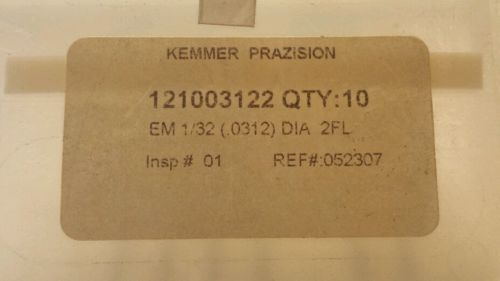 KEMMER PRAZISION
121003122 QTY:10
EM 1/32 (.0312) DIA 2FL
Insp # 01 REF#:052307